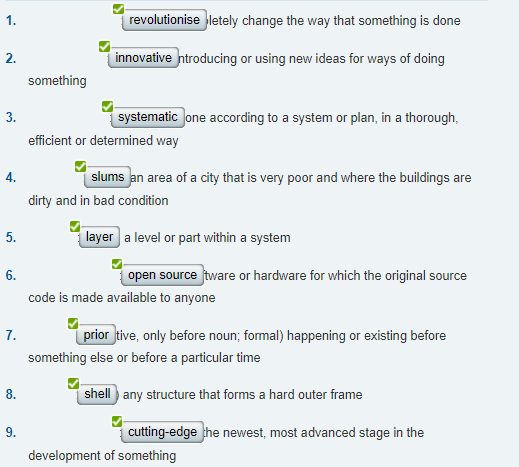 1. revolutionise letely change the way that something is done
2. innovative ntroducing or using new ideas for ways of doing
something
3. systematic one according to a system or plan, in a thorough,
efficient or determined way
4. slums an area of a city that is very poor and where the buildings are
dirty and in bad condition
5. layer a level or part within a system
6. open source tware or hardware for which the original source
code is made available to anyone
7. prior tive, only before noun; formal) happening or existing before
something else or before a particular time
8. shell ) any structure that forms a hard outer frame
9. cutting-edge the newest, most advanced stage in the
development of something